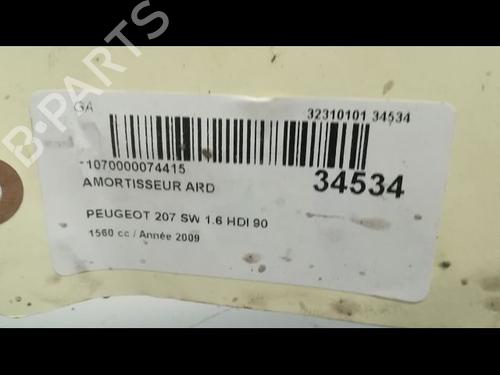 B-PARTS
GA
32310101 34534
-1070000074415
AMORTISSEUR ARD
34534
PEUGEOT 207 SW 1.6 HDI 90
1560 cc / Année 2009